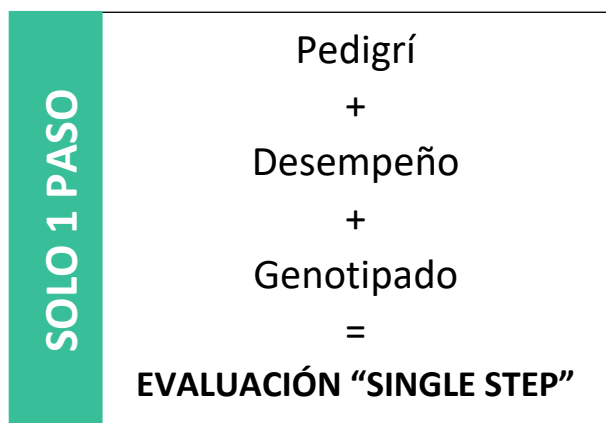 SOLO 1 PASO
Pedigrí
+
Desempeño
+
Genotipado
=
EVALUACIÓN “SINGLE STEP”